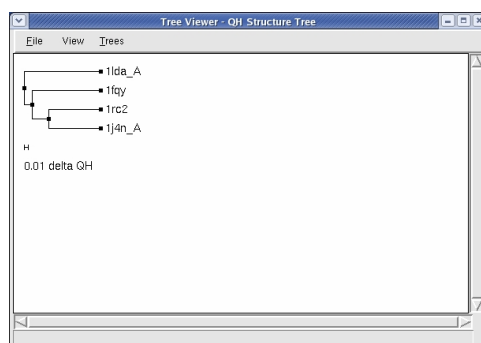 Tree Viewer - QH Structure Tree
File View Trees
1lda_A
1fqy
1rc2
1j4n_A
0.01 delta QH